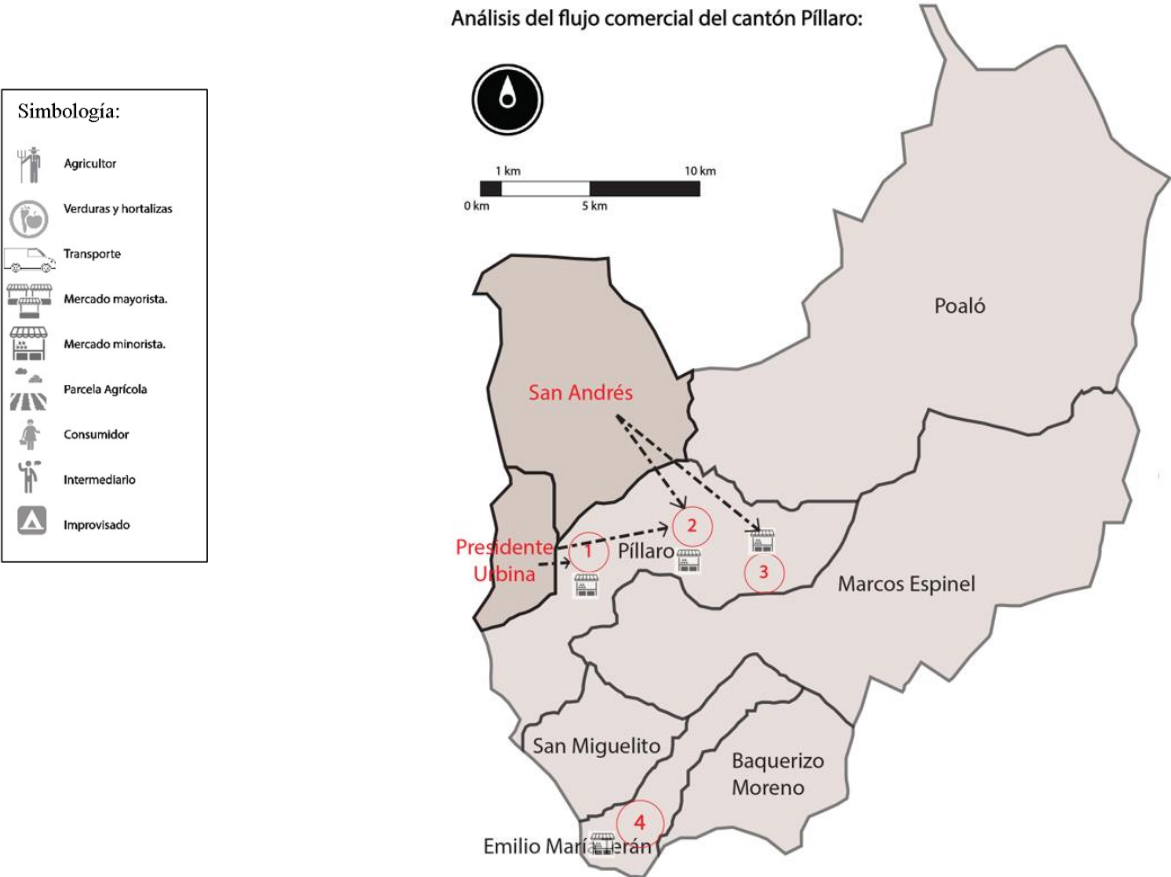 Análisis del flujo comercial del cantón Píllaro:
Simbología:
Agricultor
Verduras y hortalizas
Transporte
Mercado mayorista.
Mercado minorista.
Parcela Agrícola
Consumidor
Intermediario
Improvisado
1 km
10 km
0 km
5 km
Poaló
San Andrés
Presidente
Urbina
1
Píllaro
2
3
Marcos Espinel
San Miguelito
Baquerizo
Moreno
4
Emilio María